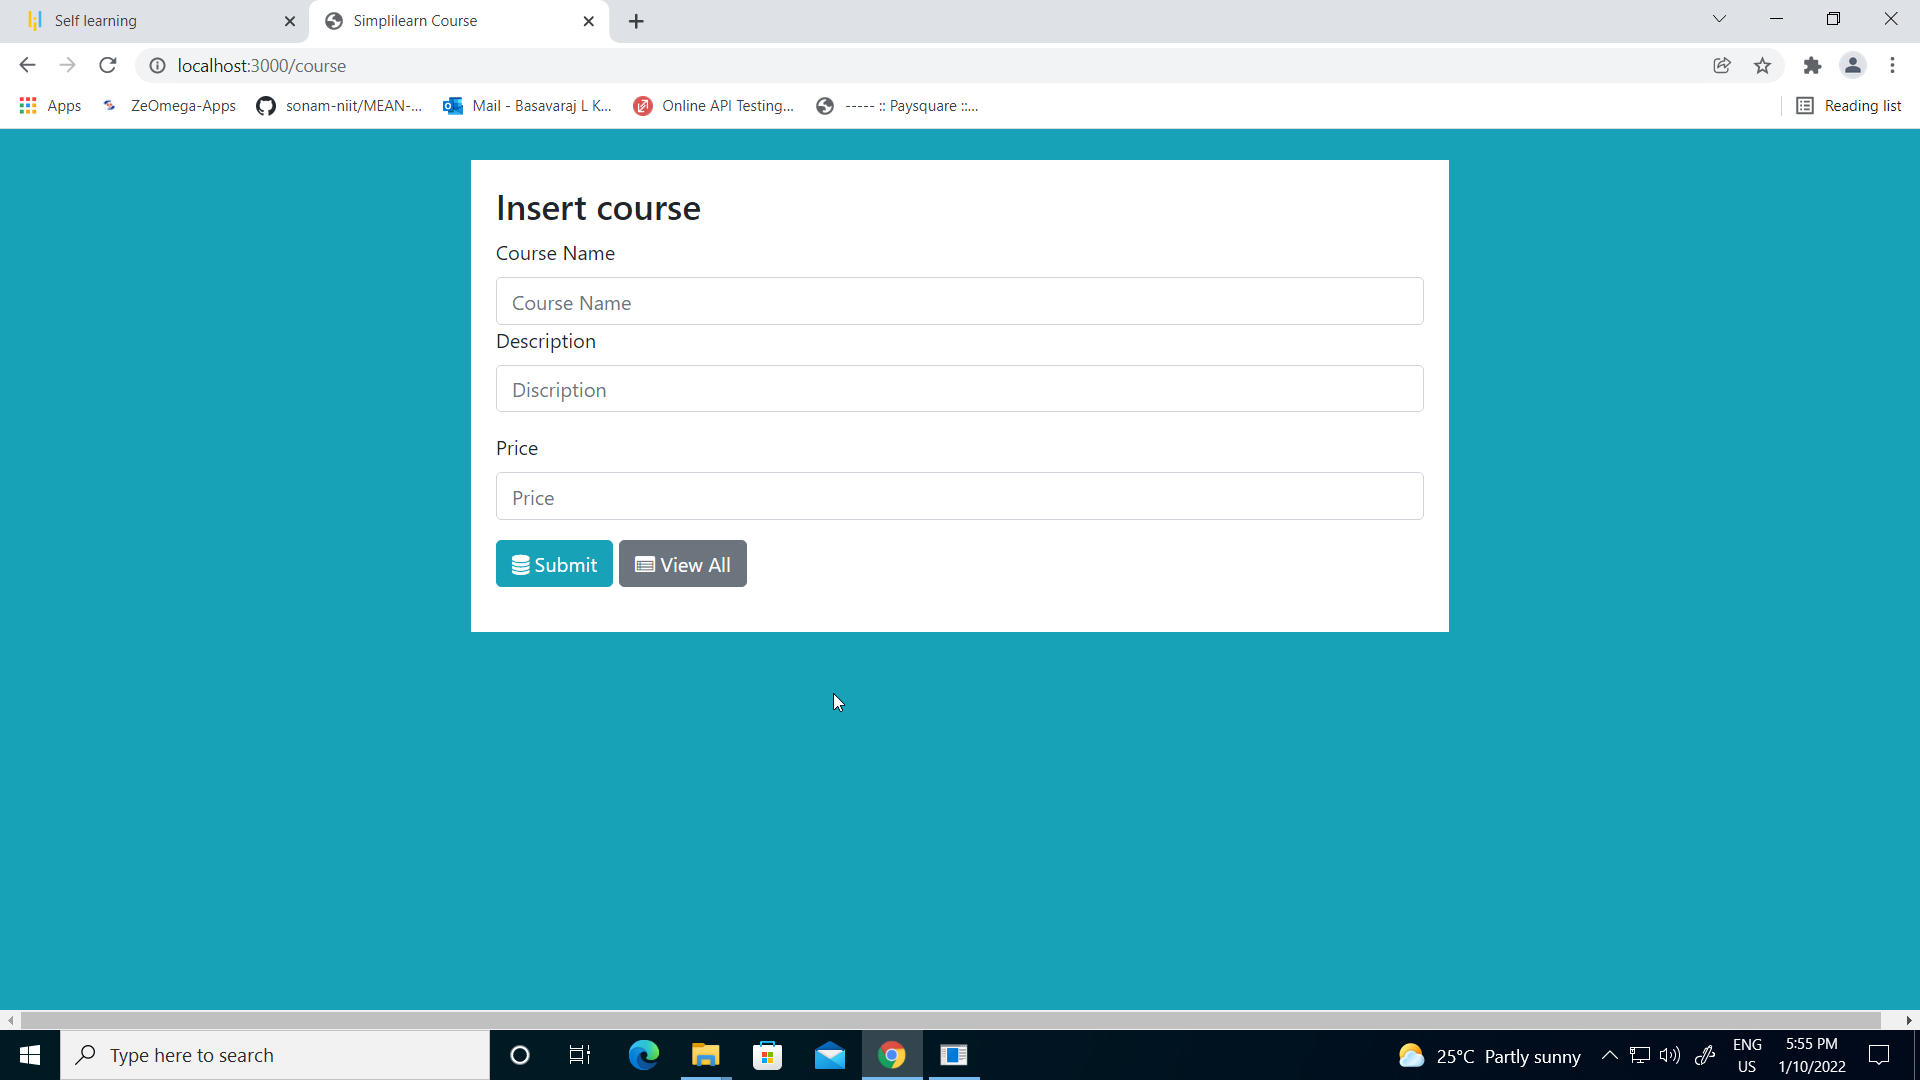 Self learning
Simplilearn Course
localhost:3000/course
Apps
ZeOmega-Apps
sonam-niit/MEAN-...
Mail - Basavaraj L K...
Online API Testing...
----- :: Paysquare ::...
Reading list
Insert course
Course Name
Course Name
Description
Discription
Price
Price
Submit
View All
Type here to search
25°C Partly sunny
ENG
US
5:55 PM
1/10/2022